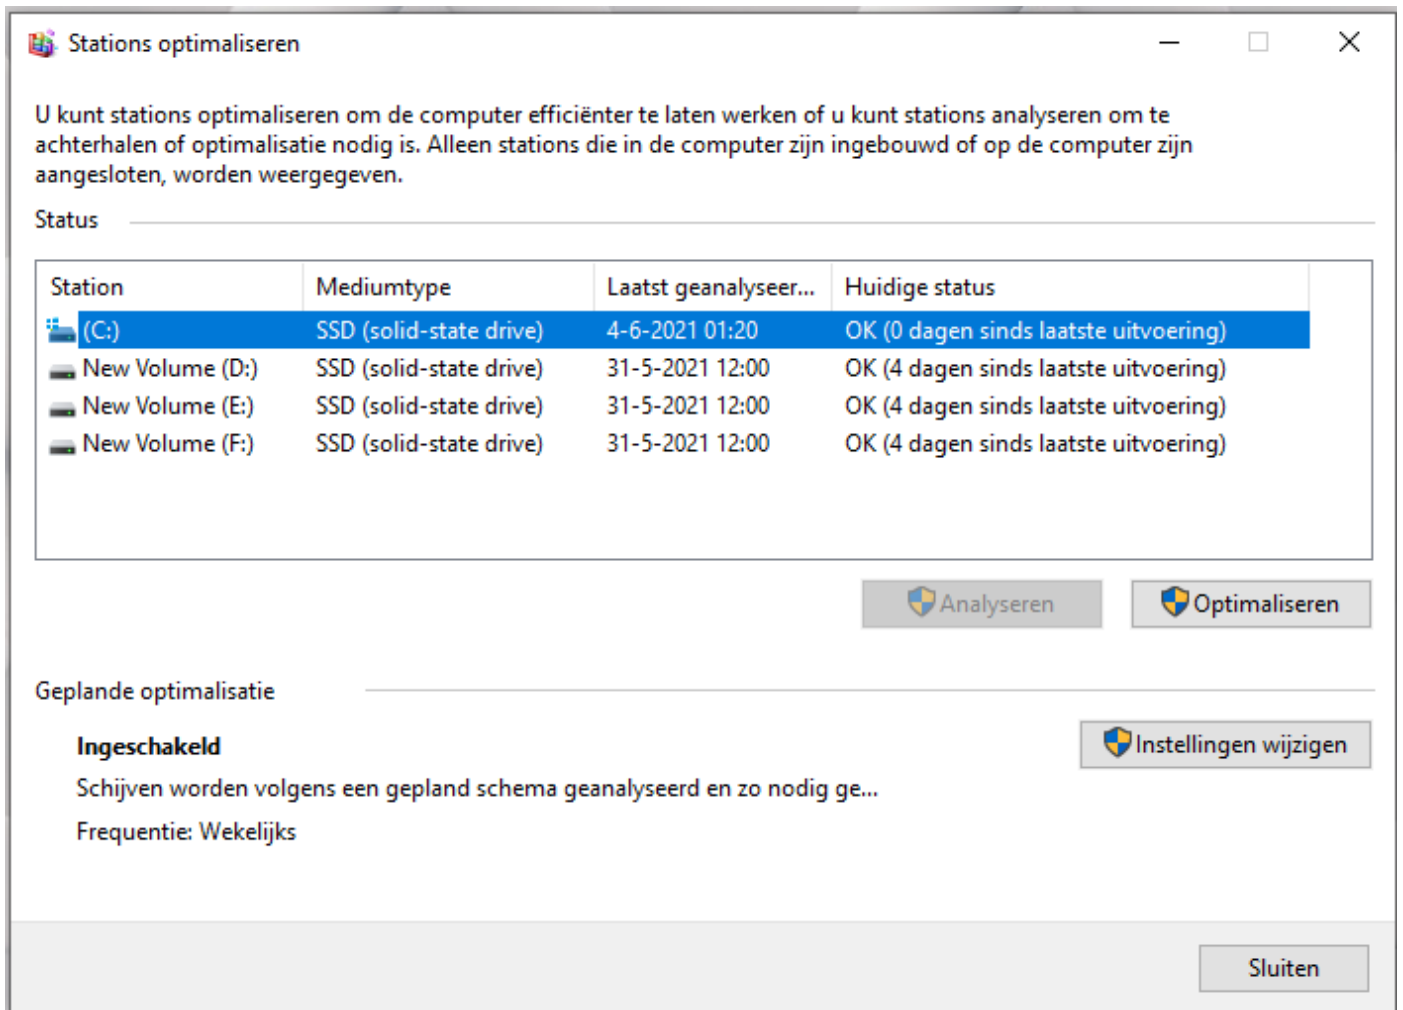 Stations optimaliseren
U kunt stations optimaliseren om de computer efficiënter te laten werken of u kunt stations analyseren om te
achterhalen of optimalisatie nodig is. Alleen stations die in de computer zijn ingebouwd of op de computer zijn
aangesloten, worden weergegeven.
Status
Station Mediumtype Laatst geanalyseer... Huidige status
(C:) SSD (solid-state drive) 4-6-2021 01:20 OK (0 dagen sinds laatste uitvoering)
New Volume (D:) SSD (solid-state drive) 31-5-2021 12:00 OK (4 dagen sinds laatste uitvoering)
New Volume (E:) SSD (solid-state drive) 31-5-2021 12:00 OK (4 dagen sinds laatste uitvoering)
New Volume (F:) SSD (solid-state drive) 31-5-2021 12:00 OK (4 dagen sinds laatste uitvoering)
Analyseren Optimaliseren
Geplande optimalisatie
Ingeschakeld Instellingen wijzigen
Schijven worden volgens een gepland schema geanalyseerd en zo nodig ge...
Frequentie: Wekelijks
Sluiten